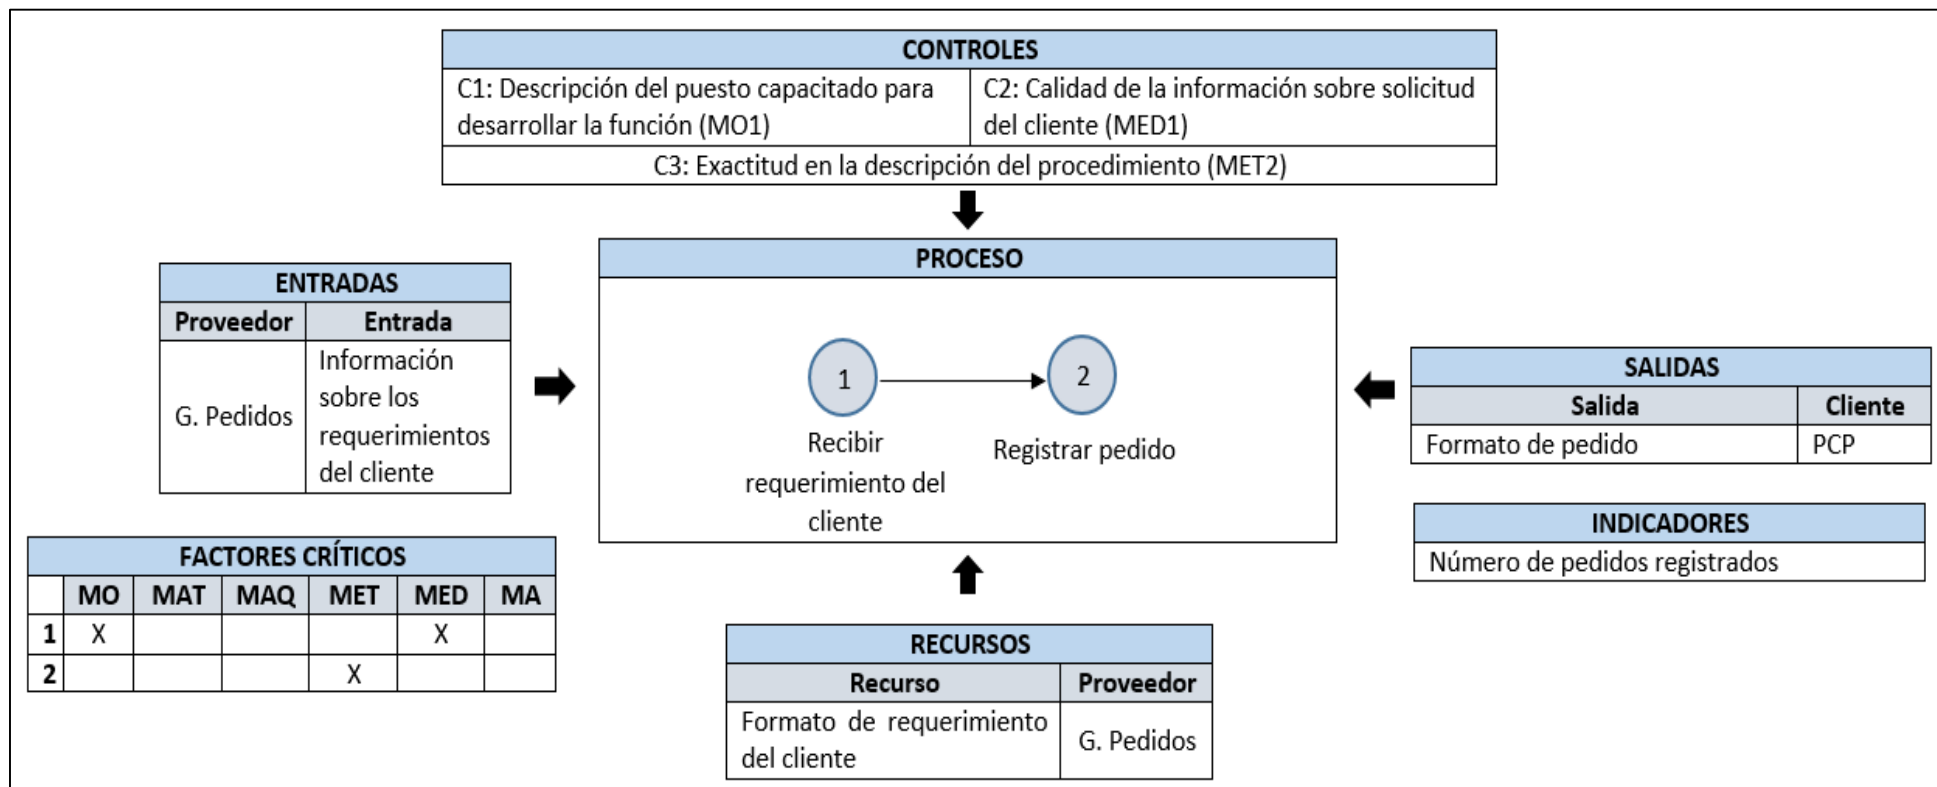 CONTROLES
C1: Descripción del puesto capacitado para
desarrollar la función (MO1)
C2: Calidad de la información sobre solicitud
del cliente (MED1)
C3: Exactitud en la descripción del procedimiento (MET2)
ENTRADAS
Proveedor Entrada
G. Pedidos
Información
sobre los
requerimientos
del cliente
PROCESO
1
2
Recibir
requerimiento del
cliente
Registrar pedido
SALIDAS
Salida Cliente
Formato de pedido PCP
INDICADORES
Número de pedidos registrados
FACTORES CRÍTICOS
MO MAT MAQ MET MED MA
1 X X
2 X
RECURSOS
Recurso Proveedor
Formato de requerimiento
del cliente
G. Pedidos